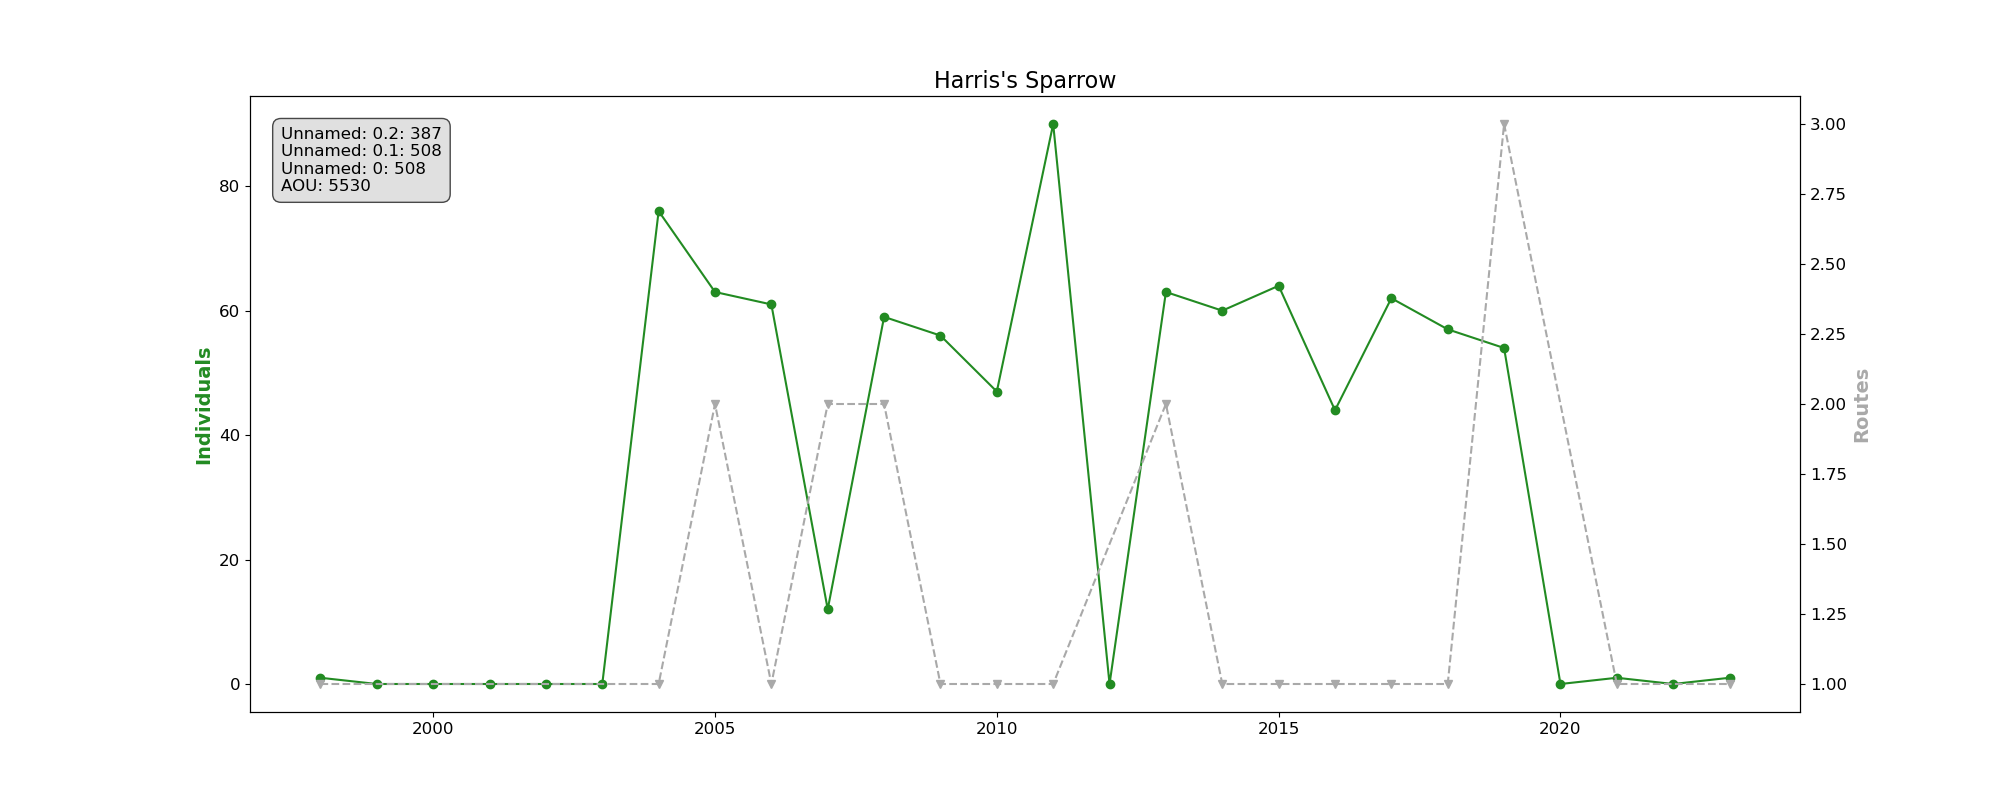 Harris's Sparrow
Unnamed: 0.2: 387
Unnamed: 0.1: 508
Unnamed: 0: 508
AOU: 5530
Individuals
80
60
40
20
0
2000
2005
2010
2015
2020
3.00
2.75
2.50
2.25
2.00
1.75
1.50
1.25
1.00
Routes